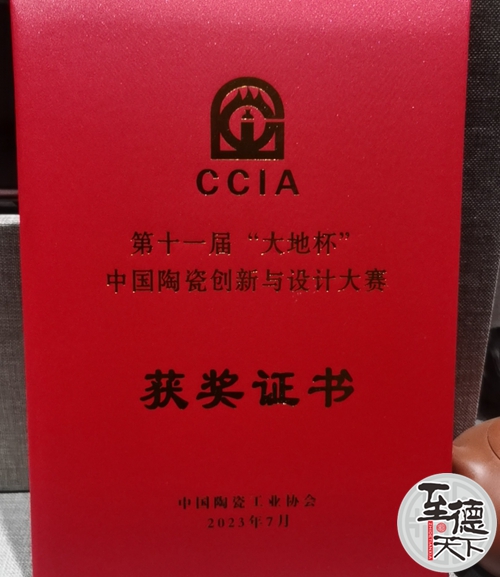 CCIA
第十一届“大地杯”
中国陶瓷创新与设计大赛
获奖证书
中国陶瓷工业协会
2023年7月
至德天下